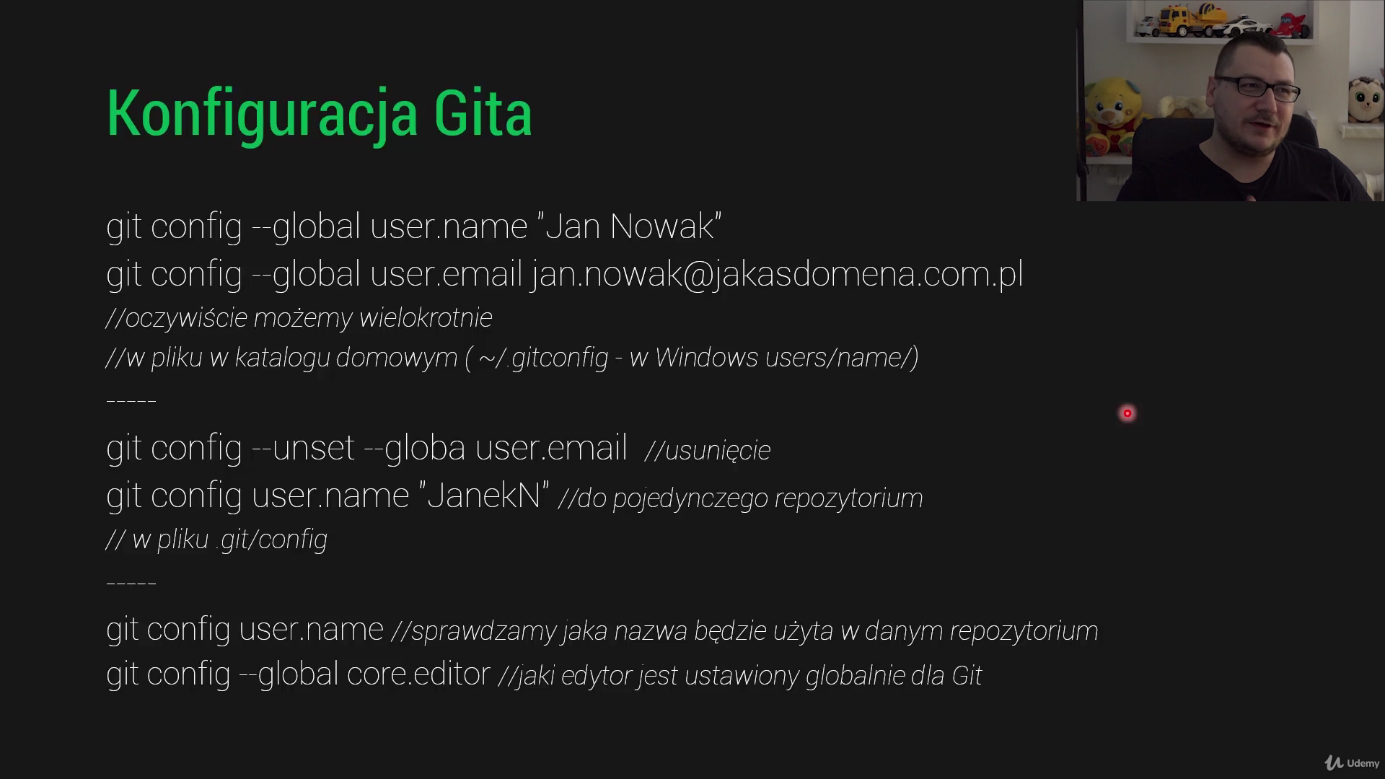 Konfiguracja Gita
git config --global user.name "Jan Nowak"
git config --global user.email jan.nowak@jakasdomena.com.pl
//oczywiście możemy wielokrotnie
//w pliku w katalogu domowym ( ~/.gitconfig - w Windows users/name/)
-----
git config --unset --globa user.email //usunięcie
git config user.name "JanekN" //do pojedynczego repozytorium
// w pliku .git/config
-----
git config user.name //sprawdzamy jaka nazwa będzie użyta w danym repozytorium
git config --global core.editor //jaki edytor jest ustawiony globalnie dla Git
Udemy